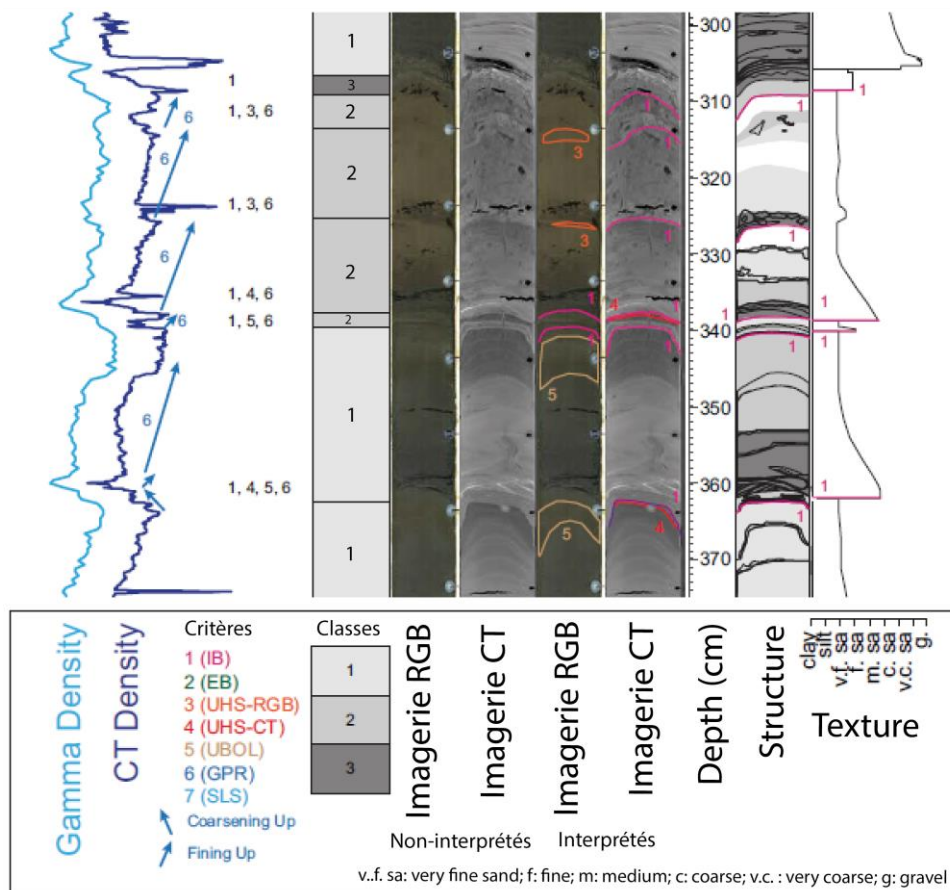 1
3
2
2
2
1
1
1
1, 3, 6
1, 3, 6
1, 4, 6
1, 5, 6
1, 4, 5, 6
6
6
6
6
6
3
3
1
1
5
5
1
1
1
4
1
1
1
4
300
310
320
330
340
350
360
370
1
1
1
1
1
1
1
1
1
1
Gamma Density
CT Density
Critères
1 (IB)
2 (EB)
3 (UHS-RGB)
4 (UHS-CT)
5 (UBOL)
6 (GPR)
7 (SLS)
Coarsening Up
Fining Up
Classes
1
2
3
Imagerie RGB
Imagerie CT
Non-interprétés
Imagerie RGB
Imagerie CT
Interprétés
Depth (cm)
Structure
clay
silt
v.f. sa
f. sa
m. sa
c. sa
v.c. sa
g.
Texture
v..f. sa: very fine sand; f: fine; m: medium; c: coarse; v.c. : very coarse; g: gravel